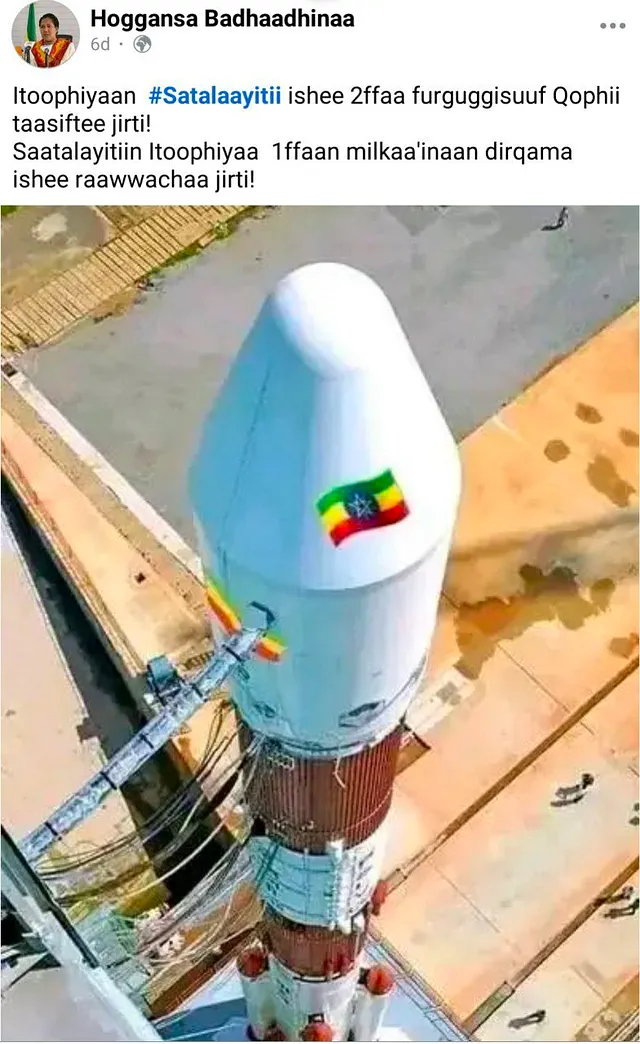 Hoggansa Badhaadhinaa
6d ·
Itoophiyaan #Satalaayitii ishee 2ffaa furguggisuuf Qophii
taasiftee jirti!
Saatalayitiin Itoophiyaa 1ffaan milkaa'inaan dirqama
ishee raawwachaa jirti!